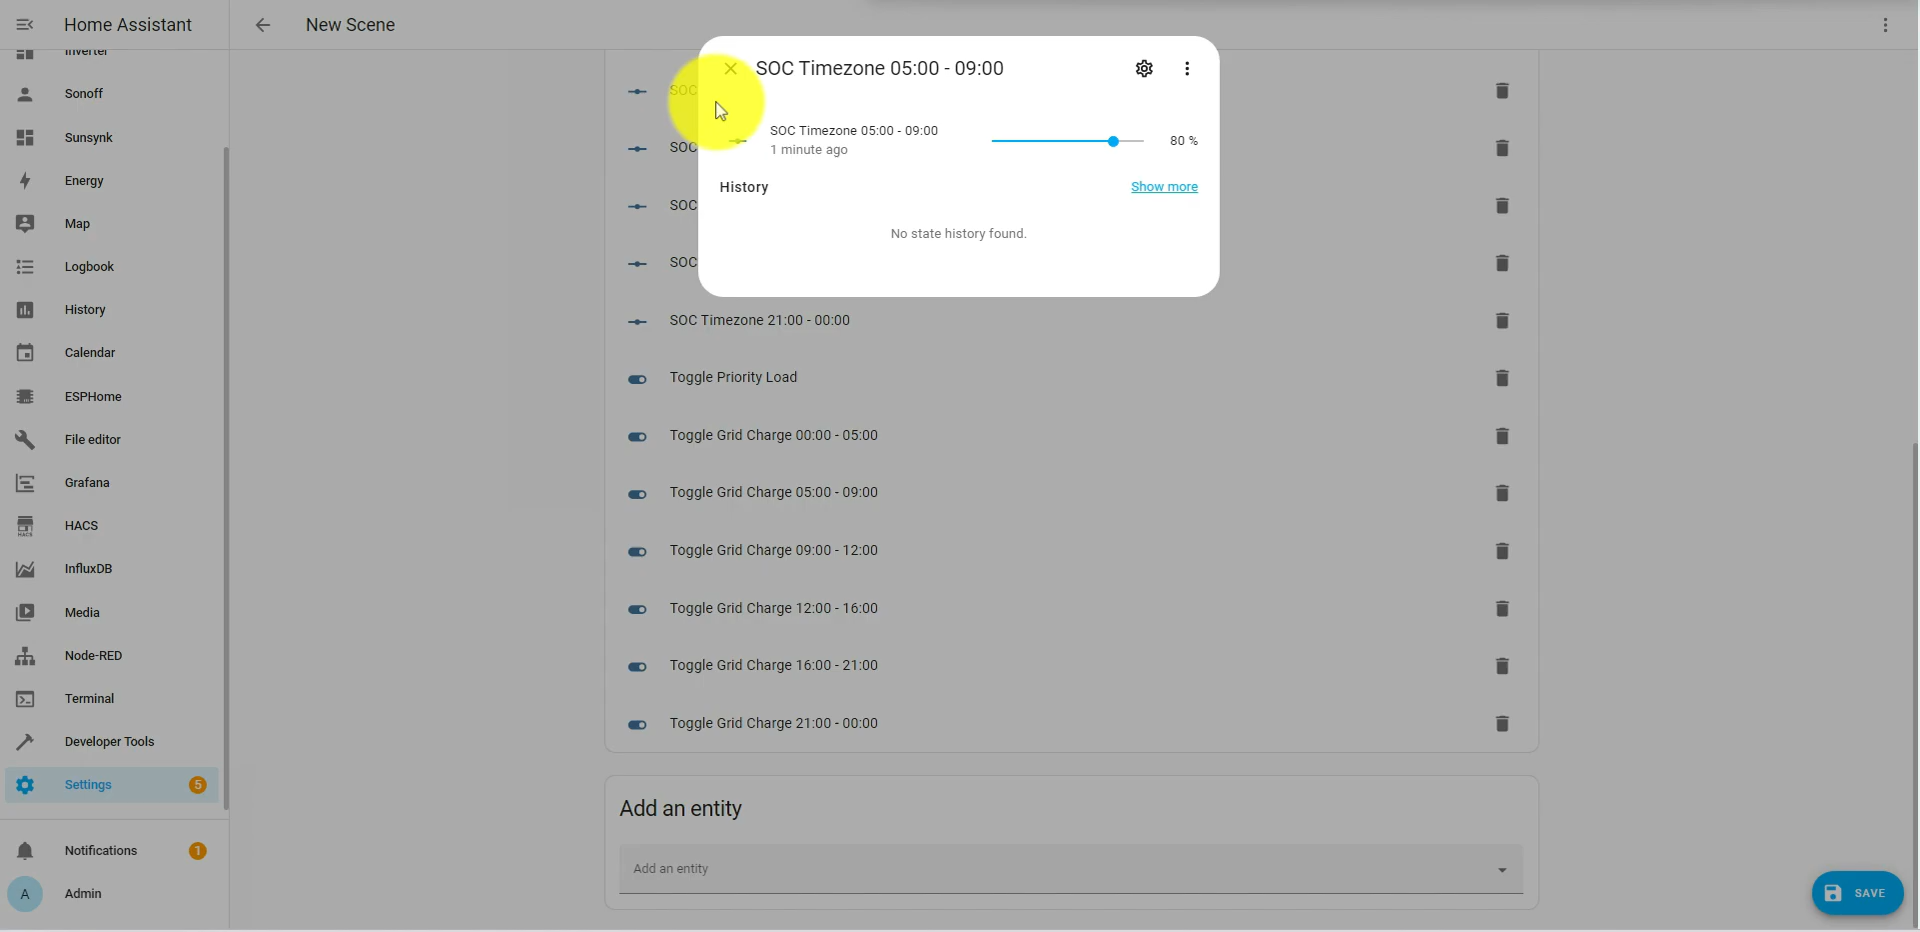 Home Assistant
New Scene
Inverter
Sonoff
Sunsynk
Energy
Map
Logbook
History
Calendar
ESPHome
File editor
Grafana
HACS
HACS
InfluxDB
Media
Node-RED
Terminal
Developer Tools
Settings
5
Notifications
1
A
Admin
SOC Timezone 05:00 - 09:00
SOC Timezone 05:00 - 09:00
80 %
1 minute ago
History
Show more
No state history found.
SOC
SOC
SOC
SOC
SOC Timezone 21:00 - 00:00
Toggle Priority Load
Toggle Grid Charge 00:00 - 05:00
Toggle Grid Charge 05:00 - 09:00
Toggle Grid Charge 09:00 - 12:00
Toggle Grid Charge 12:00 - 16:00
Toggle Grid Charge 16:00 - 21:00
Toggle Grid Charge 21:00 - 00:00
Add an entity
Add an entity
SAVE